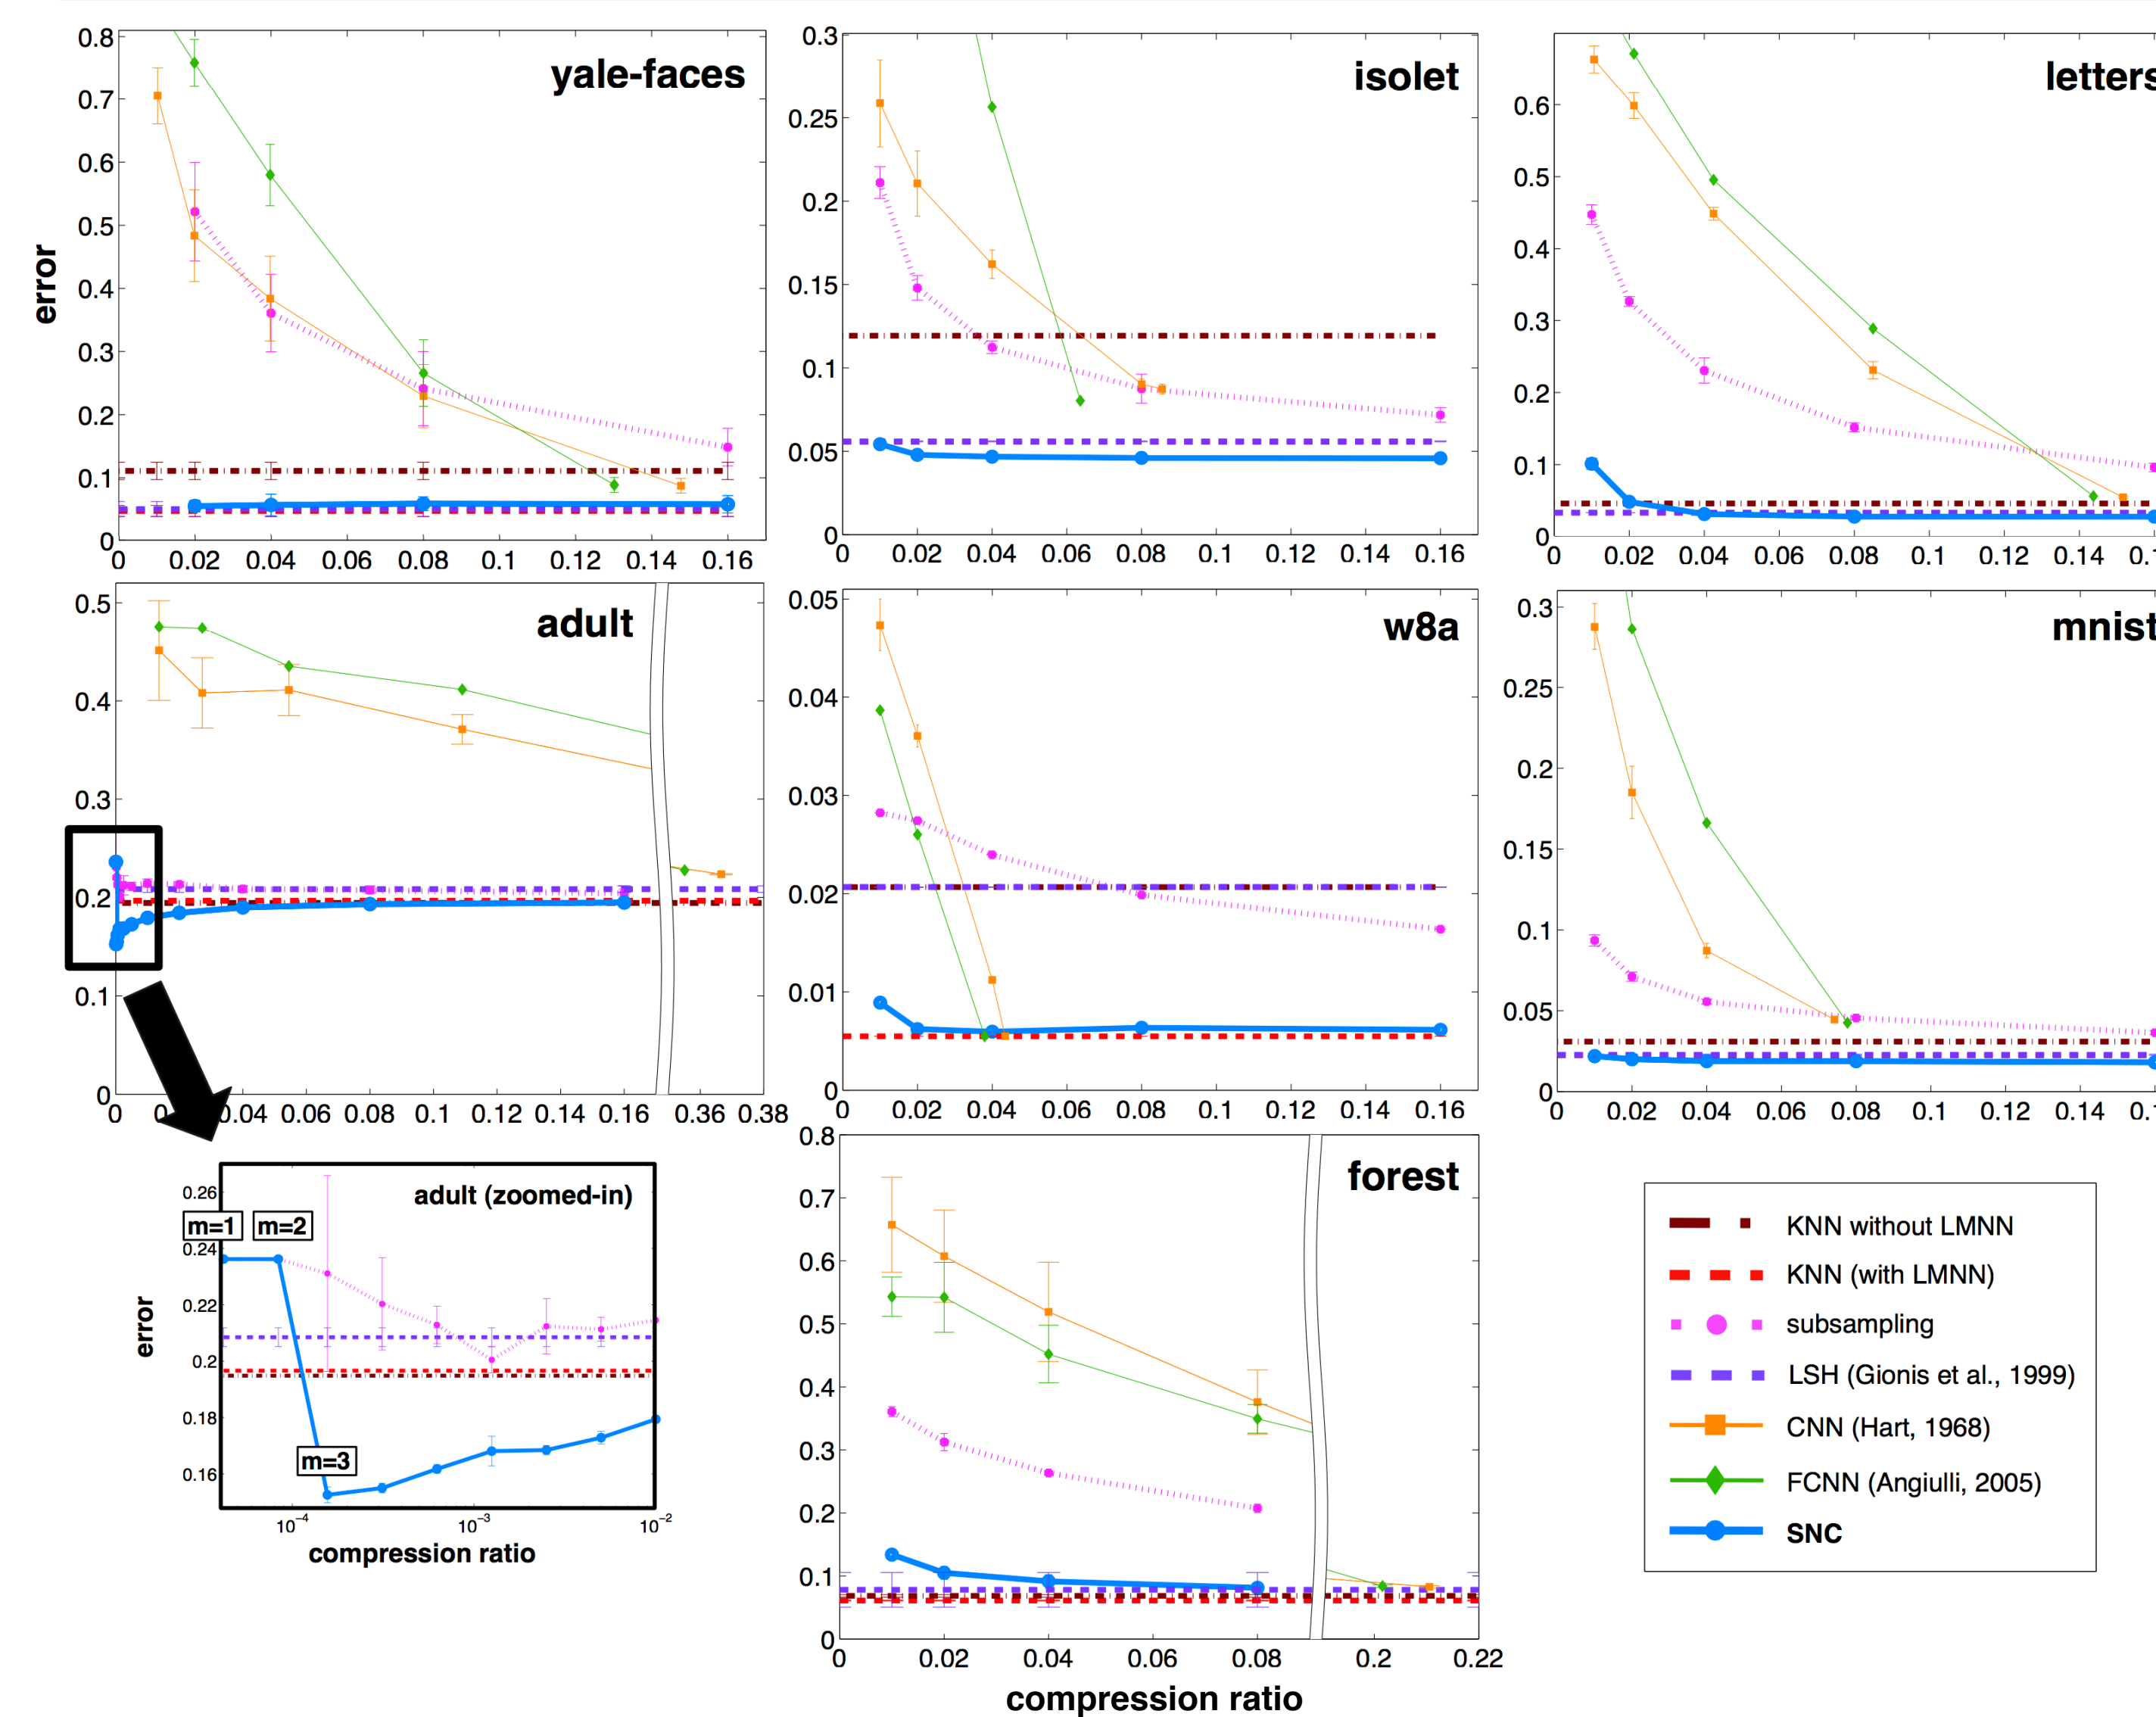 yale-faces
error
0.8
0.7
0.6
0.5
0.4
0.3
0.2
0.1
0
0 0.02 0.04 0.06 0.08 0.1 0.12 0.14 0.16
isolet
0.3
0.25
0.2
0.15
0.1
0.05
0
0 0.02 0.04 0.06 0.08 0.1 0.12 0.14 0.16
letters
0.6
0.5
0.4
0.3
0.2
0.1
0
0 0.02 0.04 0.06 0.08 0.1 0.12 0.14 0.1
adult
0.5
0.4
0.3
0.2
0.1
0
0 0.04 0.06 0.08 0.1 0.12 0.14 0.16 0.36 0.38
w8a
0.05
0.04
0.03
0.02
0.01
0
0 0.02 0.04 0.06 0.08 0.1 0.12 0.14 0.16
mnist
0.3
0.25
0.2
0.15
0.1
0.05
0
0 0.02 0.04 0.06 0.08 0.1 0.12 0.14 0.1
adult (zoomed-in)
error
0.26
m=1 m=2
0.24
0.22
0.2
0.18
m=3
0.16
10⁻⁴ 10⁻³ 10⁻²
compression ratio
forest
0.8
0.7
0.6
0.5
0.4
0.3
0.2
0.1
0
0 0.02 0.04 0.06 0.08 0.2 0.22
compression ratio
KNN without LMNN
KNN (with LMNN)
subsampling
LSH (Gionis et al., 1999)
CNN (Hart, 1968)
FCNN (Angiulli, 2005)
SNC